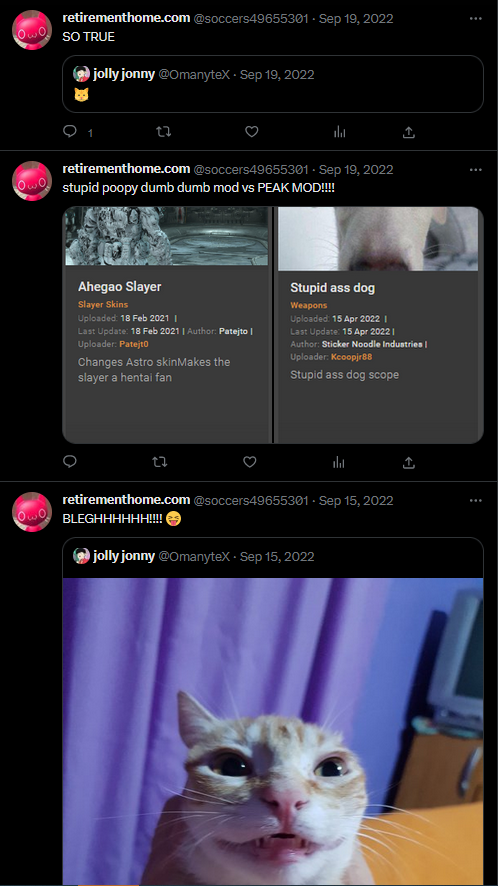 retirementhome.com @soccers49655301 · Sep 19, 2022
SO TRUE
jolly jonny @OmanyteX · Sep 19, 2022
😼
1
retirementhome.com @soccers49655301 · Sep 19, 2022
stupid poopy dumb dumb mod vs PEAK MOD!!!!
Ahegao Slayer
Slayer Skins
Uploaded: 18 Feb 2021 |
Last Update: 18 Feb 2021 | Author: Patejto |
Uploader: Patejt0
Changes Astro skinMakes the
slayer a hentai fan
Stupid ass dog
Weapons
Uploaded: 15 Apr 2022 |
Last Update: 15 Apr 2022 |
Author: Sticker Noodle Industries |
Uploader: Kcoopjr88
Stupid ass dog scope
retirementhome.com @soccers49655301 · Sep 15, 2022
BLEGHHHHHH!!!! 😝
jolly jonny @OmanyteX · Sep 15, 2022